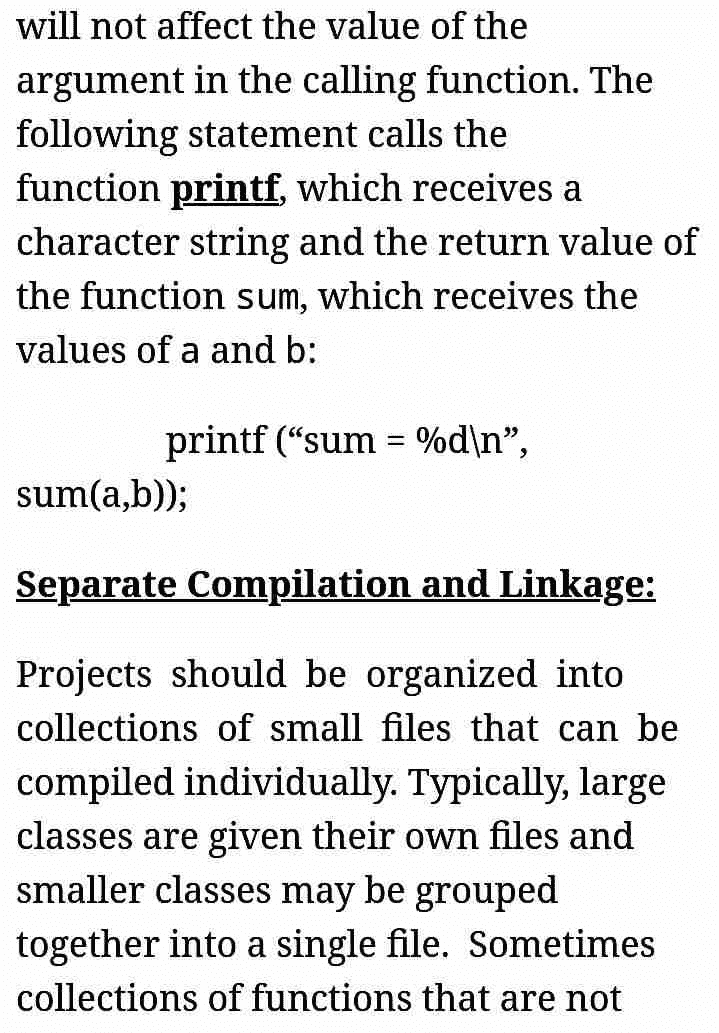 will not affect the value of the
argument in the calling function. The
following statement calls the
function printf, which receives a
character string and the return value of
the function sum, which receives the
values of a and b:
printf (“sum = %d\n”,
sum(a,b));
Separate Compilation and Linkage:
Projects should be organized into
collections of small files that can be
compiled individually. Typically, large
classes are given their own files and
smaller classes may be grouped
together into a single file. Sometimes
collections of functions that are not